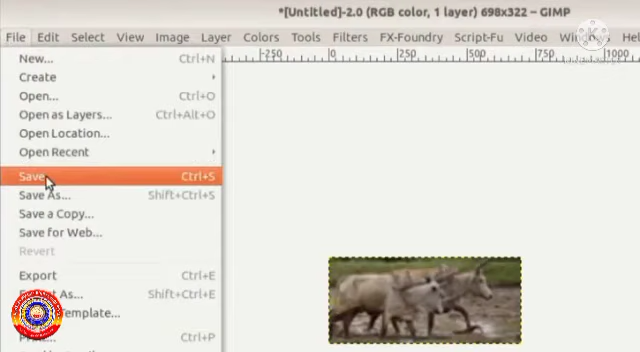 *[Untitled]-2.0 (RGB color, 1 layer) 698x322 – GIMP
File Edit Select View Image Layer Colors Tools Filters FX-Foundry Script-Fu Video
-250 0 250 500 750 1000
New... Ctrl+N
Create
Open... Ctrl+O
Open as Layers... Ctrl+Alt+O
Open Location...
Open Recent
Save Ctrl+S
Save As... Shift+Ctrl+S
Save a Copy...
Save for Web...
Revert
Export Ctrl+E
As... Shift+Ctrl+E
Template...
Ctrl+P